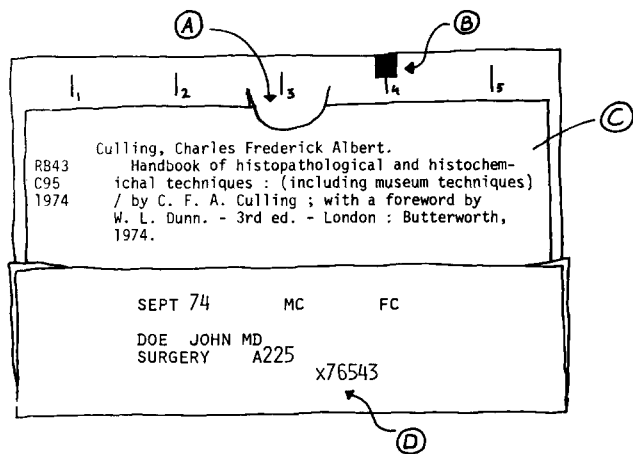 A
B
1 2 3 4 5
C
Culling, Charles Frederick Albert.
RB43 Handbook of histopathological and histochem-
C95 ichal techniques : (including museum techniques)
1974 / by C. F. A. Culling ; with a foreword by
W. L. Dunn. - 3rd ed. - London : Butterworth,
1974.
SEPT 74 MC FC
DOE JOHN MD
SURGERY A225
x76543
D